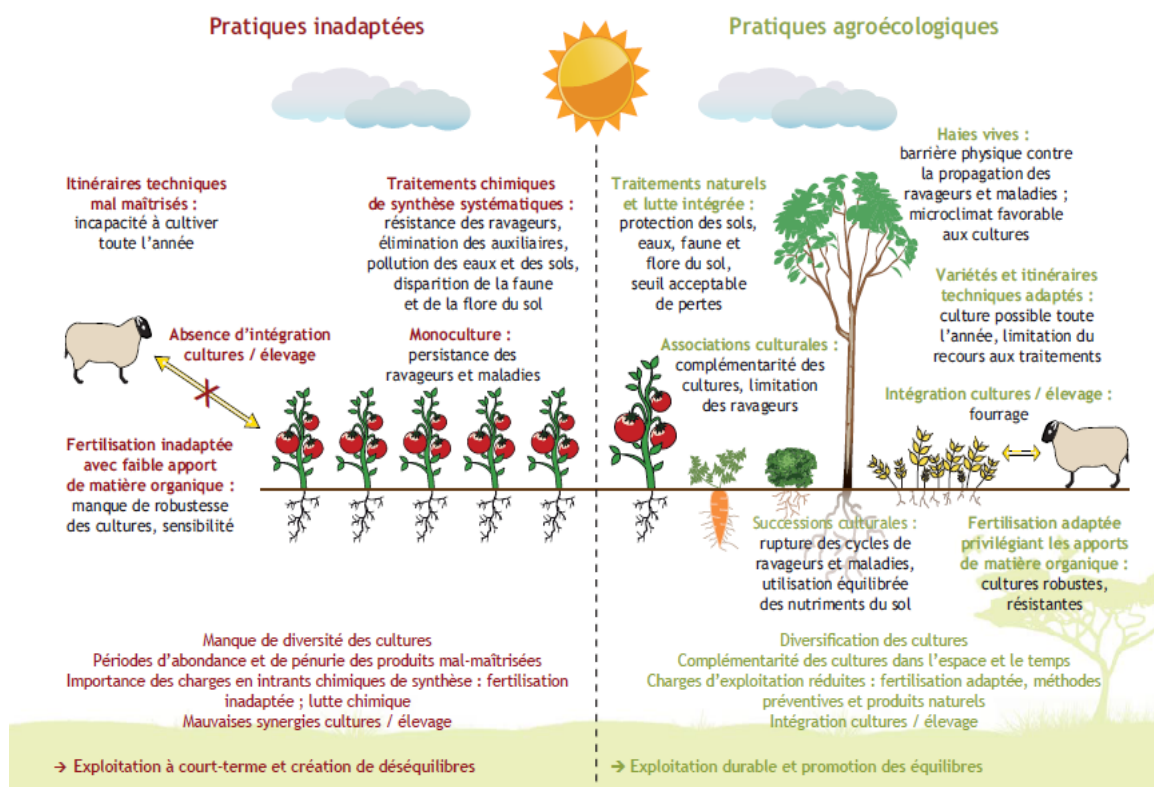 Pratiques inadaptées
Itinéraires techniques
mal maîtrisés :
incapacité à cultiver
toute l'année
Traitements chimiques
de synthèse systématiques :
résistance des ravageurs,
élimination des auxiliaires,
pollution des eaux et des sols,
disparition de la faune
et de la flore du sol
Absence d'intégration
cultures / élevage
Monoculture :
persistance des
ravageurs et maladies
Fertilisation inadaptée
avec faible apport
de matière organique :
manque de robustesse
des cultures, sensibilité
Manque de diversité des cultures
Périodes d'abondance et de pénurie des produits mal-maîtrisées
Importance des charges en intrants chimiques de synthèse : fertilisation
inadaptée ; lutte chimique
Mauvaises synergies cultures / élevage
→ Exploitation à court-terme et création de déséquilibres
Pratiques agroécologiques
Haies vives :
barrière physique contre
la propagation des
ravageurs et maladies ;
microclimat favorable
aux cultures
Traitements naturels
et lutte intégrée :
protection des sols,
eaux, faune et
flore du sol,
seuil acceptable
de pertes
Variétés et itinéraires
techniques adaptés :
culture possible toute
l'année, limitation du
recours aux traitements
Associations culturales :
complémentarité des
cultures, limitation
des ravageurs
Intégration cultures / élevage :
fourrage
Successions culturales :
rupture des cycles de
ravageurs et maladies,
utilisation équilibrée
des nutriments du sol
Fertilisation adaptée
privilégiant les apports
de matière organique :
cultures robustes,
résistantes
Diversification des cultures
Complémentarité des cultures dans l'espace et le temps
Charges d'exploitation réduites : fertilisation adaptée, méthodes
préventives et produits naturels
Intégration cultures / élevage
→ Exploitation durable et promotion des équilibres